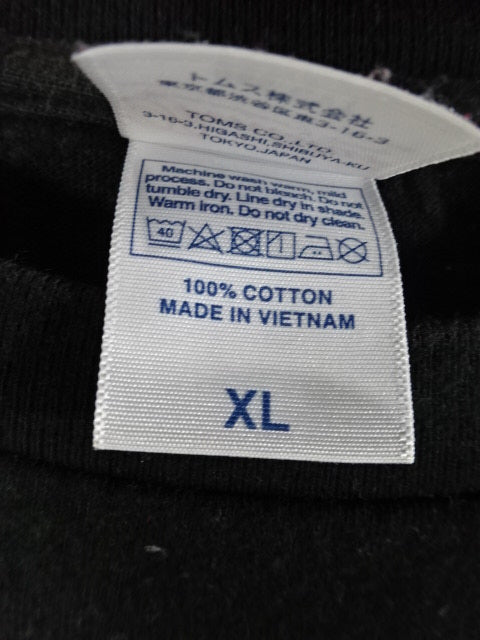 トムス株式会社
東京都渋谷区東3-16-3
TOMS CO.,LTD.
3-16-3,HIGASHI,SHIBUYA-KU
TOKYO,JAPAN
Machine wash warm, mild
process. Do not bleach. Do not
tumble dry. Line dry in shade.
Warm iron. Do not dry clean.
40
100% COTTON
MADE IN VIETNAM
XL